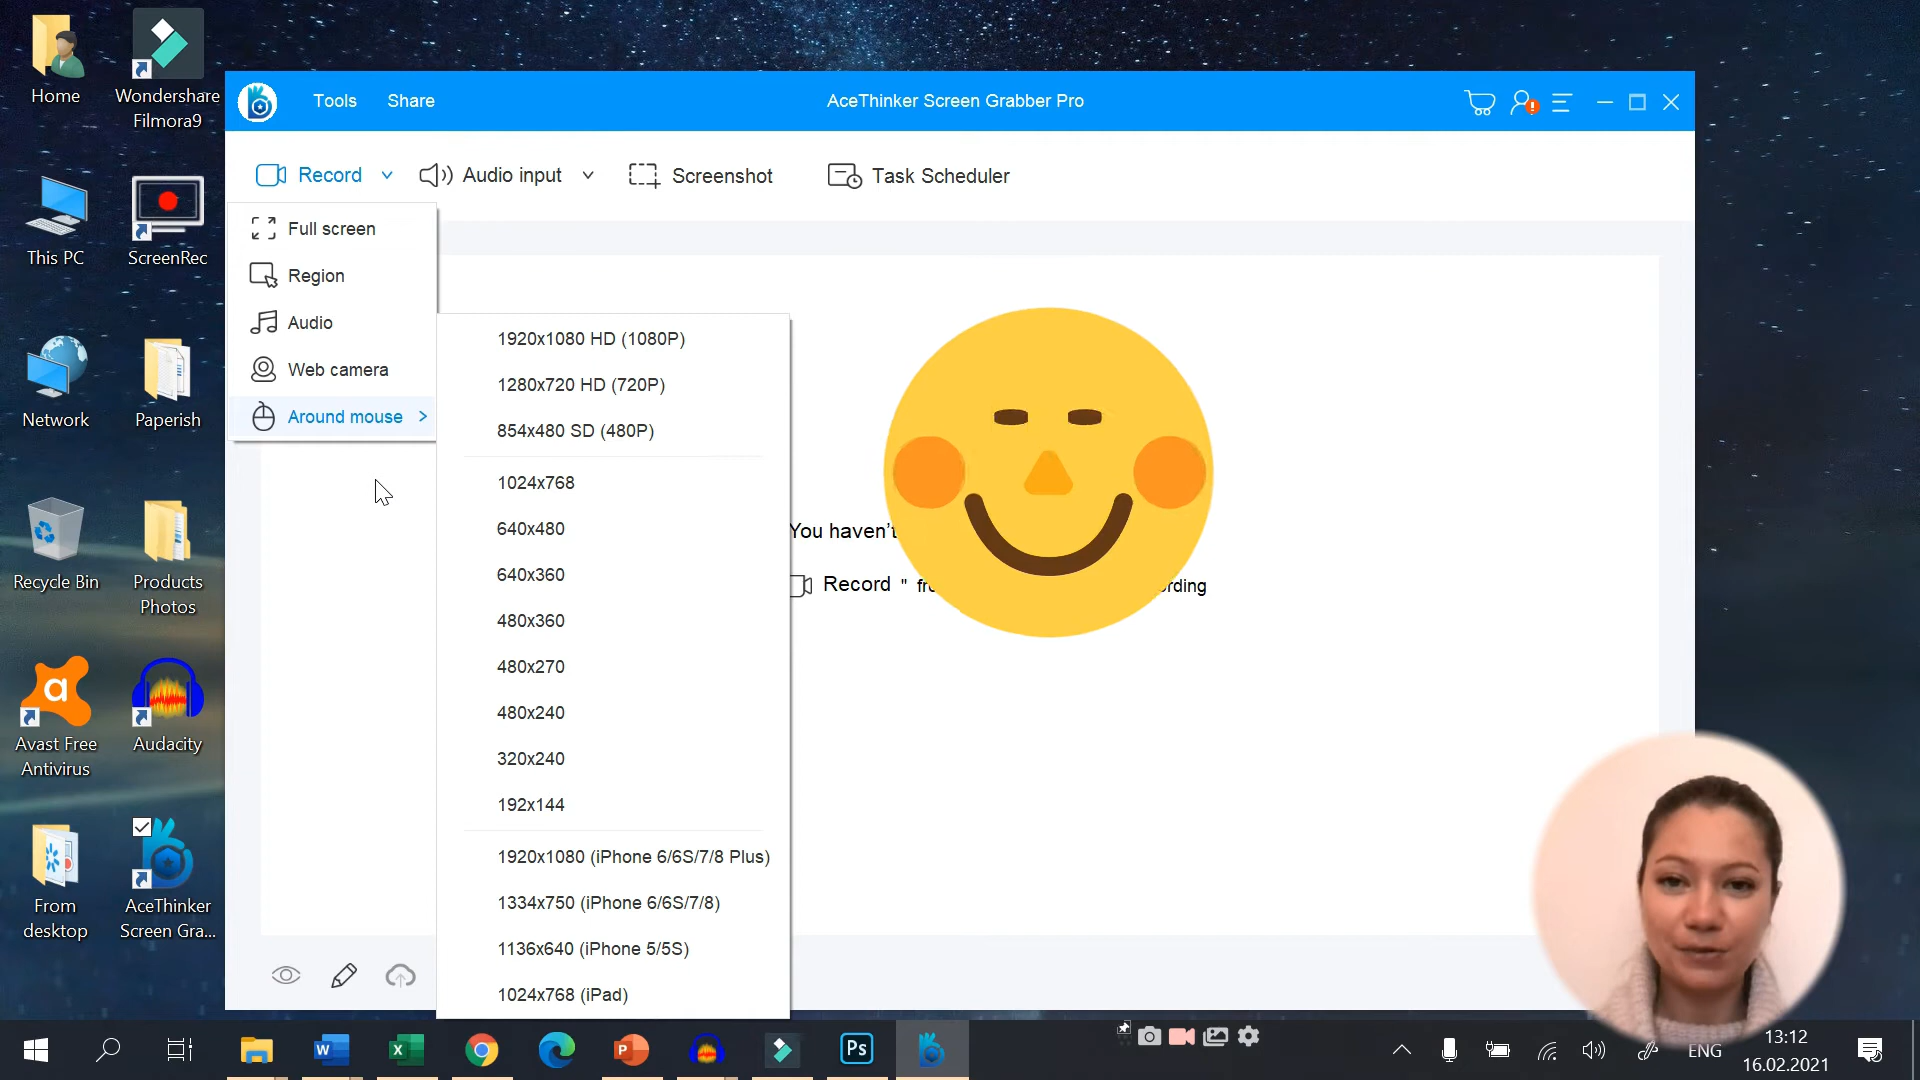 Home
Wondershare
Filmora9
This PC
ScreenRec
Network
Paperish
Recycle Bin
Products
Photos
Avast Free
Antivirus
Audacity
From
desktop
AceThinker
Screen Gra...
Tools
Share
AceThinker Screen Grabber Pro
Record
Audio input
Screenshot
Task Scheduler
Full screen
Region
Audio
Web camera
Around mouse
1920x1080 HD (1080P)
1280x720 HD (720P)
854x480 SD (480P)
1024x768
640x480
640x360
480x360
480x270
480x240
320x240
192x144
1920x1080 (iPhone 6/6S/7/8 Plus)
1334x750 (iPhone 6/6S/7/8)
1136x640 (iPhone 5/5S)
1024x768 (iPad)
You haven't
Record "
W
X
P
Ps
ENG
13:12
16.02.2021